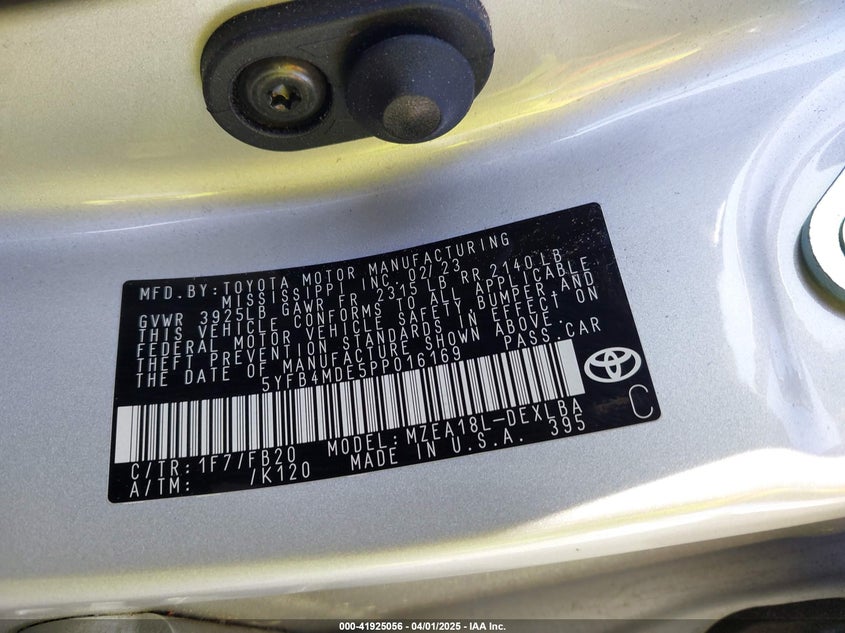 MFD. BY: TOYOTA MOTOR MANUFACTURING
MISSISSIPPI INC. 02/23
GVWR 3925LB GAWR FR 2315 LB RR 2140LB
THIS VEHICLE CONFORMS TO ALL APPLICABLE
FEDERAL MOTOR VEHICLE SAFETY BUMPER AND
THEFT PREVENTION STANDARDS IN EFFECT ON
THE DATE OF MANUFACTURE SHOWN ABOVE.
5YFB4MDE5PP016169 PASS. CAR
C/TR: 1F7/FB20 MODEL: MZEA18L-DEXLBA C
A/TM: /K120 MADE IN U.S.A. 395
000-41925056 - 04/01/2025 - IAA Inc.